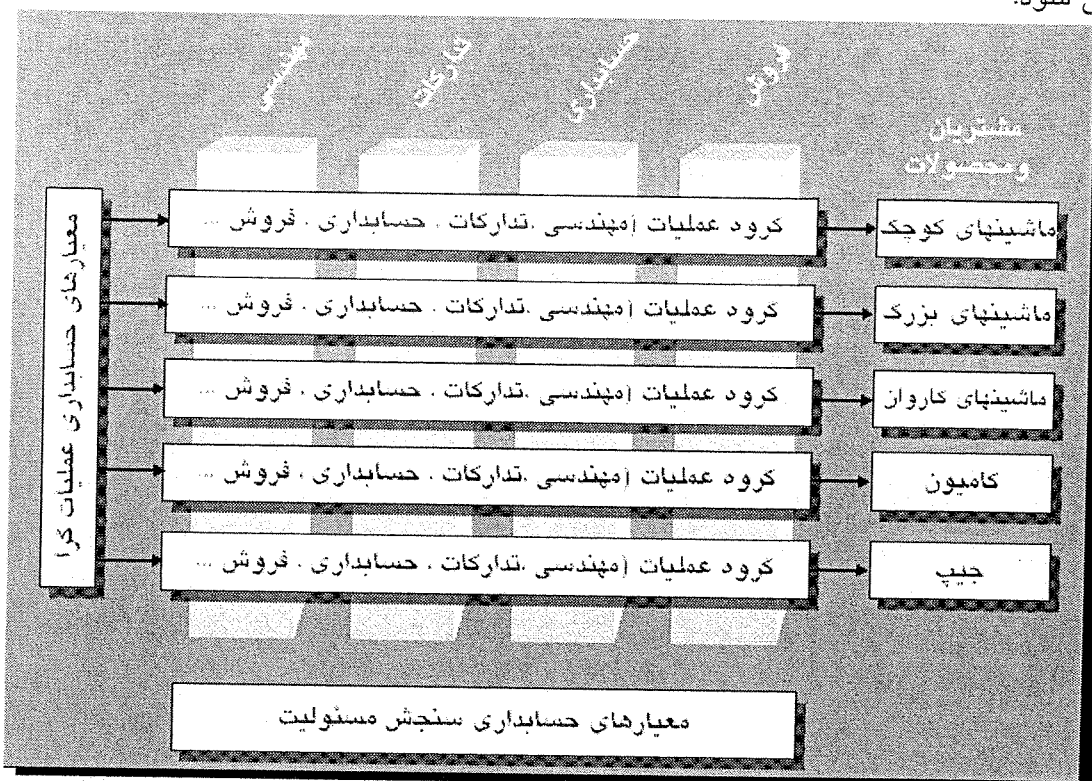 مهندسی
تدارکات
حسابداری
فروش
مشتریان
ومحصولات
معیارهای حسابداری عملیات گرا
گروه عملیات (مهندسی ،تدارکات ، حسابداری ، فروش ...
ماشینهای کوچک
گروه عملیات (مهندسی ،تدارکات ، حسابداری ، فروش ...
ماشینهای بزرگ
گروه عملیات (مهندسی ،تدارکات ، حسابداری ، فروش ...
ماشینهای کاروان
گروه عملیات (مهندسی ،تدارکات ، حسابداری ، فروش ...
کامیون
گروه عملیات (مهندسی ،تدارکات ، حسابداری ، فروش ...
جیپ
معیارهای حسابداری سنجش مسئولیت